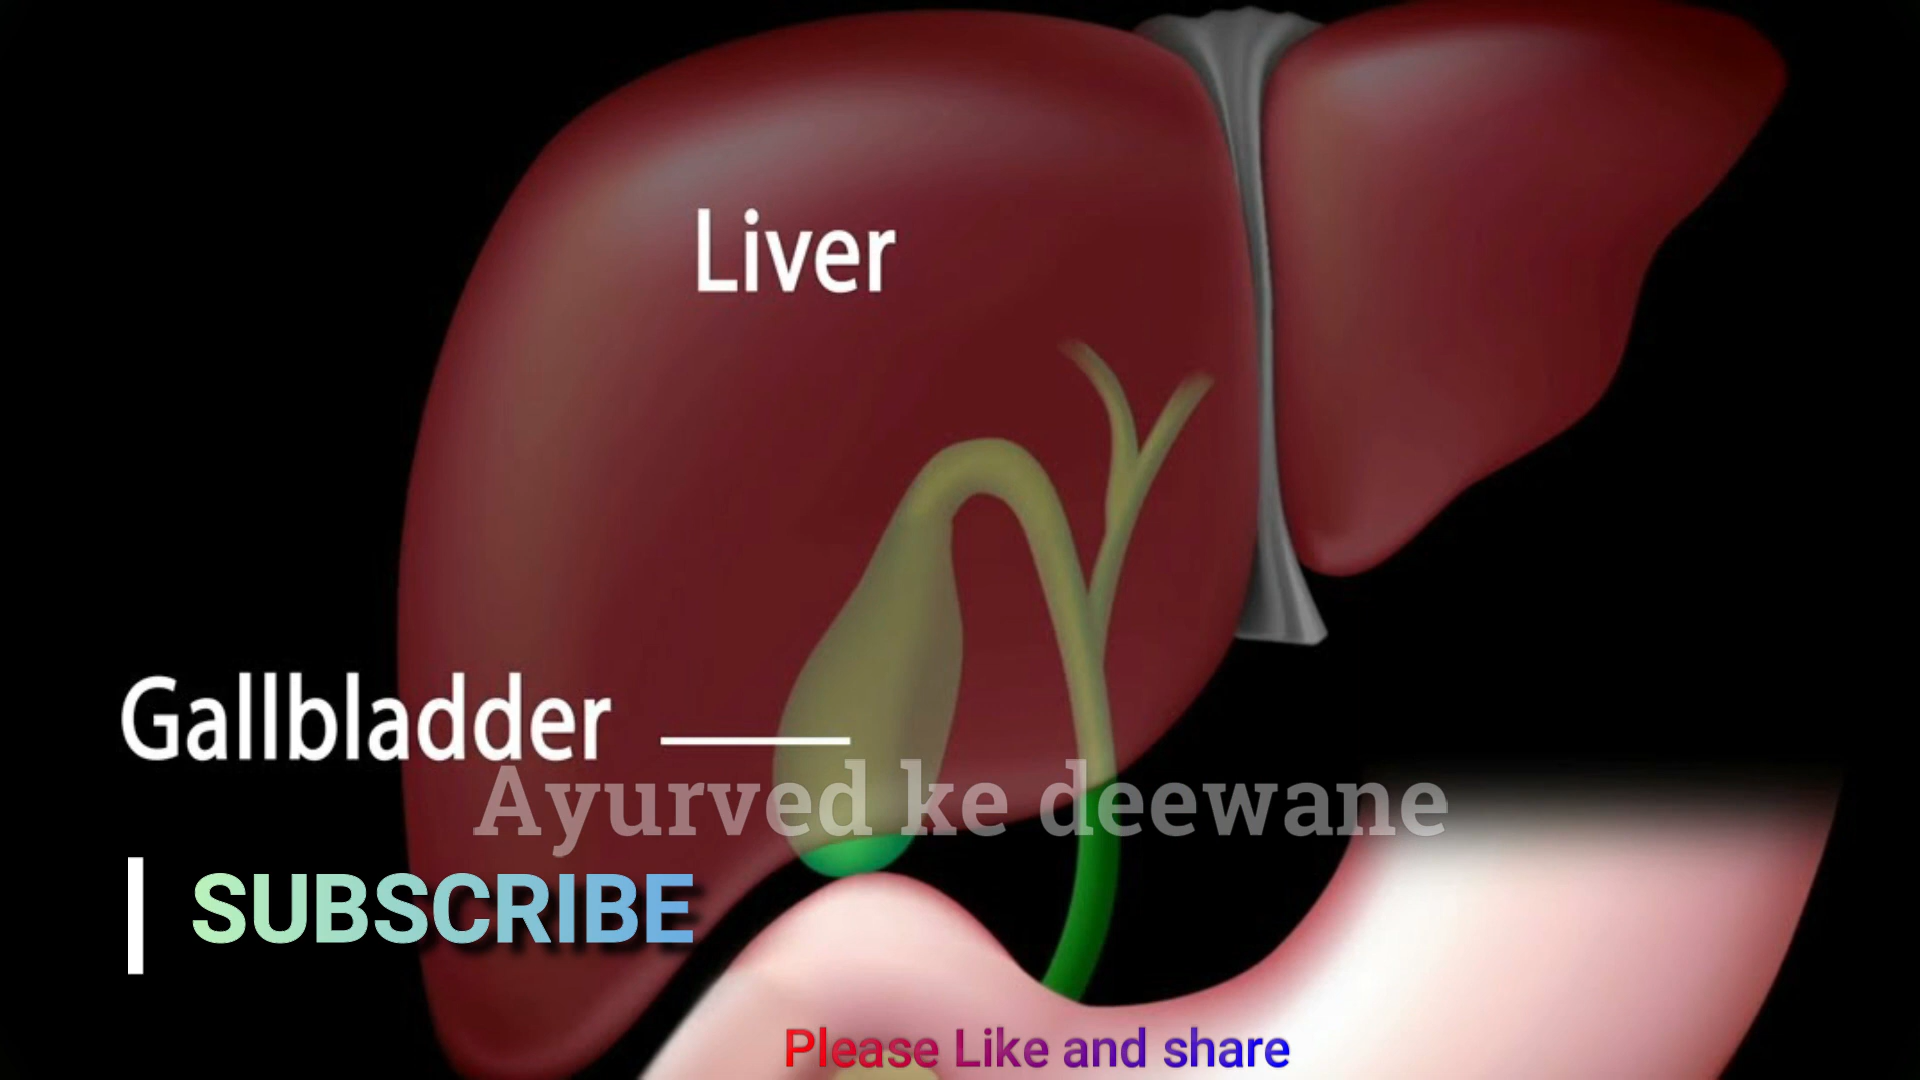 Liver
Gallbladder
Ayurved ke deewane
SUBSCRIBE
Please Like and share